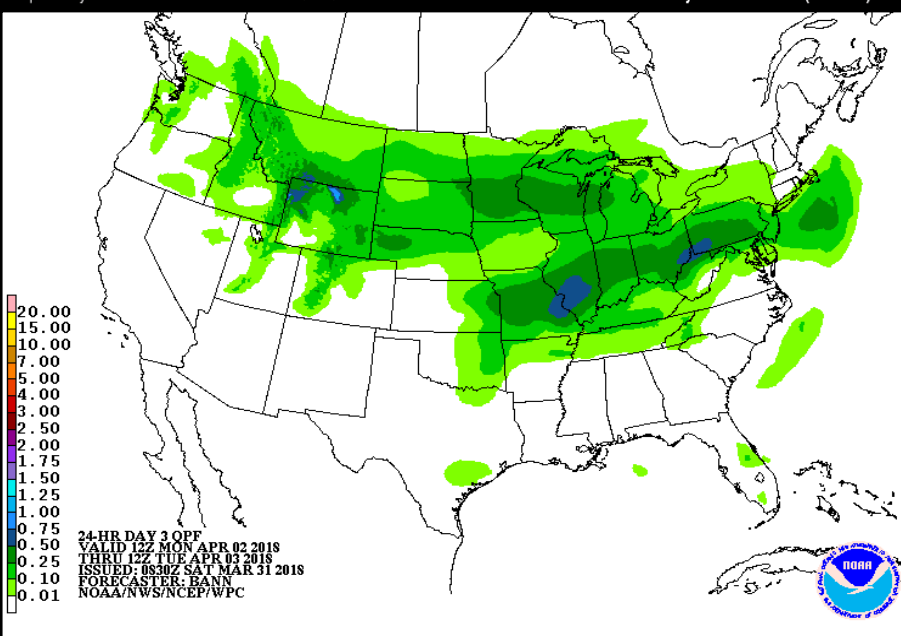 20.00
15.00
10.00
7.00
5.00
4.00
3.00
2.50
2.00
1.75
1.50
1.25
1.00
0.75
0.50
0.25
0.10
0.01
24-HR DAY 3 QPF
VALID 12Z MON APR 02 2018
THRU 12Z TUE APR 03 2018
ISSUED: 0830Z SAT MAR 31 2018
FORECASTER: BANN
NOAA/NWS/NCEP/WPC
NOAA